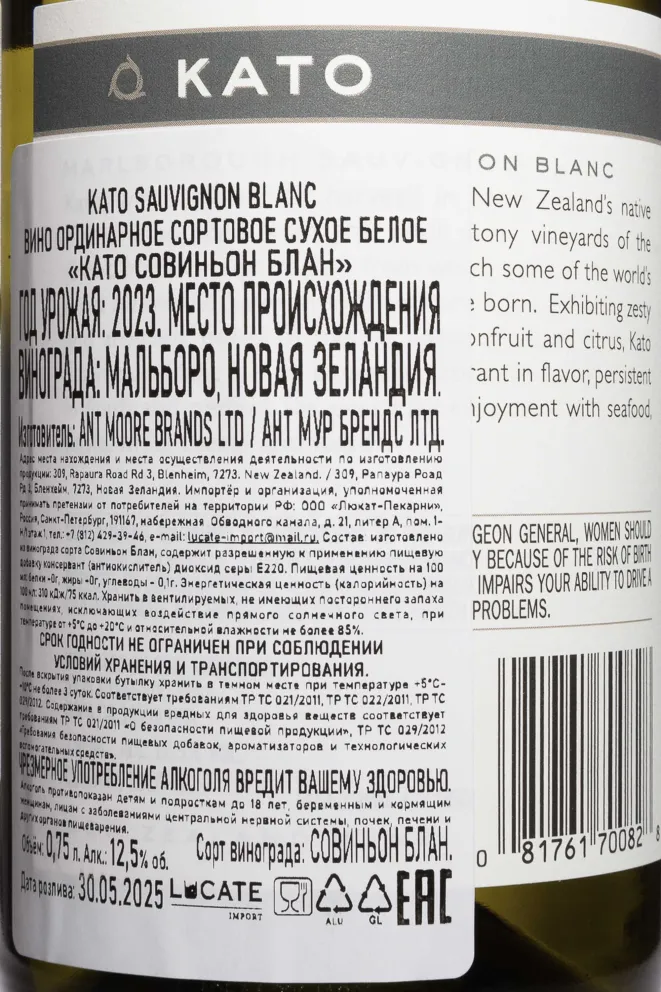 KATO
KATO SAUVIGNON BLANC
ВИНО ОРДИНАРНОЕ СОРТОВОЕ СУХОЕ БЕЛОЕ
«КАТО СОВИНЬОН БЛАН»
ГОД УРОЖАЯ: 2023. МЕСТО ПРОИСХОЖДЕНИЯ
ВИНОГРАДА: МАЛЬБОРО, НОВАЯ ЗЕЛАНДИЯ.
Изготовитель: ANT MOORE BRANDS LTD / АНТ МУР БРЕНДС ЛТД.
Адрес места нахождения и места осуществления деятельности по изготовлению
продукции: 309, Rapaura Road Rd 3, Blenheim, 7273. New Zealand. / 309, Рапаура Роад
Рд 3, Бленхейм, 7273, Новая Зеландия. Импортёр и организация, уполномоченная
принимать претензии от потребителей на территории РФ: ООО «Люкат-Пекарни»,
Россия, Санкт-Петербург, 191167, набережная Обводного канала, д. 21, литер А, пом. 1-
Н (1 этаж), тел: +7 (812) 429-39-46, e-mail: lucate-import@mail.ru. Состав: изготовлено
из винограда сорта Совиньон Блан, содержит разрешенную к применению пищевую
добавку консервант (антиокислитель) диоксид серы Е220. Пищевая ценность на 100
мл: белки -0г, жиры -0г, углеводы - 0,1г. Энергетическая ценность (калорийность) на
100 мл: 310 кДж/75 ккал. Хранить в вентилируемых, не имеющих постороннего запаха
помещениях, исключающих воздействие прямого солнечного света, при
температуре от +5°С до +20°С и относительной влажности не более 85%.
СРОК ГОДНОСТИ НЕ ОГРАНИЧЕН ПРИ СОБЛЮДЕНИИ
УСЛОВИЙ ХРАНЕНИЯ И ТРАНСПОРТИРОВАНИЯ.
После вскрытия упаковки бутылку хранить в темном месте при температуре +5°С-
+10°С не более 3 суток. Соответствует требованиям ТР ТС 021/2011, ТР ТС 022/2011, ТР ТС
029/2012. Содержание в продукции вредных для здоровья веществ соответствует
требованиям ТР ТС 021/2011 «О безопасности пищевой продукции», ТР ТС 029/2012
«Требования безопасности пищевых добавок, ароматизаторов и технологических
вспомогательных средств».
ЧРЕЗМЕРНОЕ УПОТРЕБЛЕНИЕ АЛКОГОЛЯ ВРЕДИТ ВАШЕМУ ЗДОРОВЬЮ.
Алкоголь противопоказан детям и подросткам до 18 лет, беременным и кормящим
женщинам, лицам с заболеваниями центральной нервной системы, почек, печени и
других органов пищеварения.
Объём: 0,75 л. Алк.: 12,5% об. Сорт винограда: СОВИНЬОН БЛАН.
Дата розлива: 30.05.2025 LUCATE IMPORT ALU GL ЕАС
ON BLANC
New Zealand's native
tony vineyards of the
ch some of the world's
e born. Exhibiting zesty
onfruit and citrus, Kato
rant in flavor, persistent
njoyment with seafood,
GEON GENERAL, WOMEN SHOULD
Y BECAUSE OF THE RISK OF BIRTH
IMPAIRS YOUR ABILITY TO DRIVE A
PROBLEMS.
0 81761 70082 8